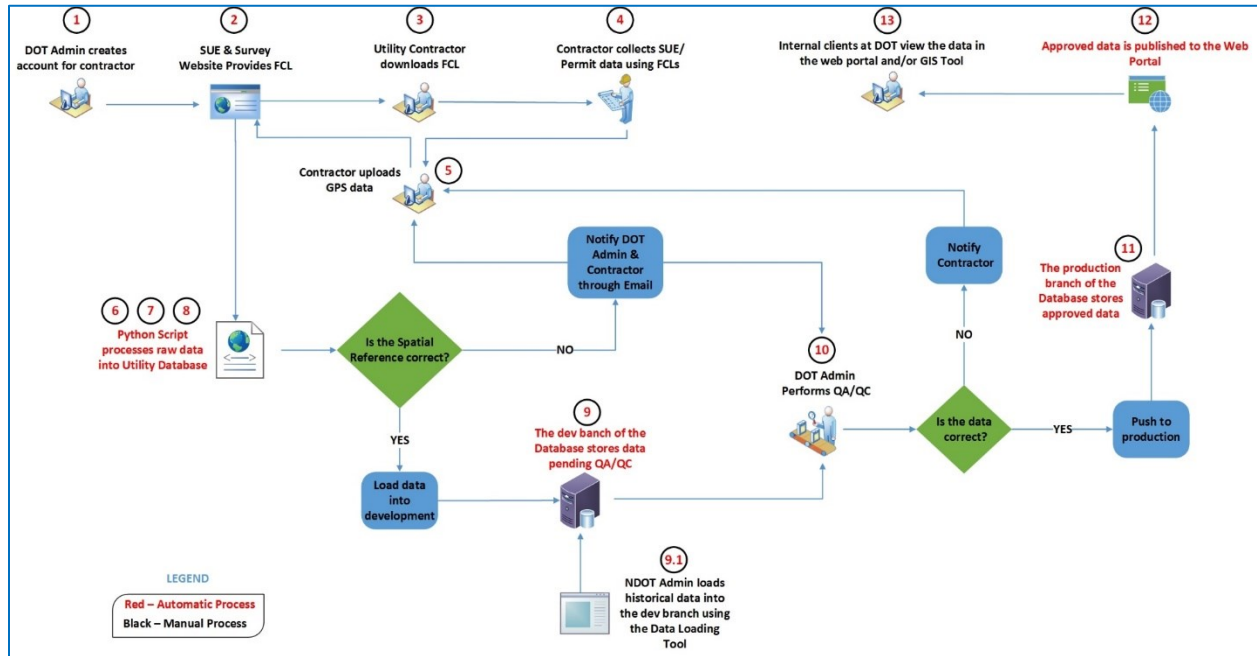 1
DOT Admin creates
account for contractor
2
SUE & Survey
Website Provides FCL
3
Utility Contractor
downloads FCL
4
Contractor collects SUE/
Permit data using FCLs
13
Internal clients at DOT view the data in
the web portal and/or GIS Tool
12
Approved data is published to the Web
Portal
Contractor uploads
GPS data
5
Notify DOT
Admin &
Contractor
through Email
Notify
Contractor
11
The production
branch of the
Database stores
approved data
6 7 8
Python Script
processes raw data
into Utility Database
Is the Spatial
Reference correct?
NO
NO
10
DOT Admin
Performs QA/QC
Is the data
correct?
YES
Push to
production
YES
9
The dev banch of the
Database stores data
pending QA/QC
Load data
into
development
9.1
NDOT Admin loads
historical data into
the dev branch using
the Data Loading
Tool
LEGEND
Red – Automatic Process
Black – Manual Process